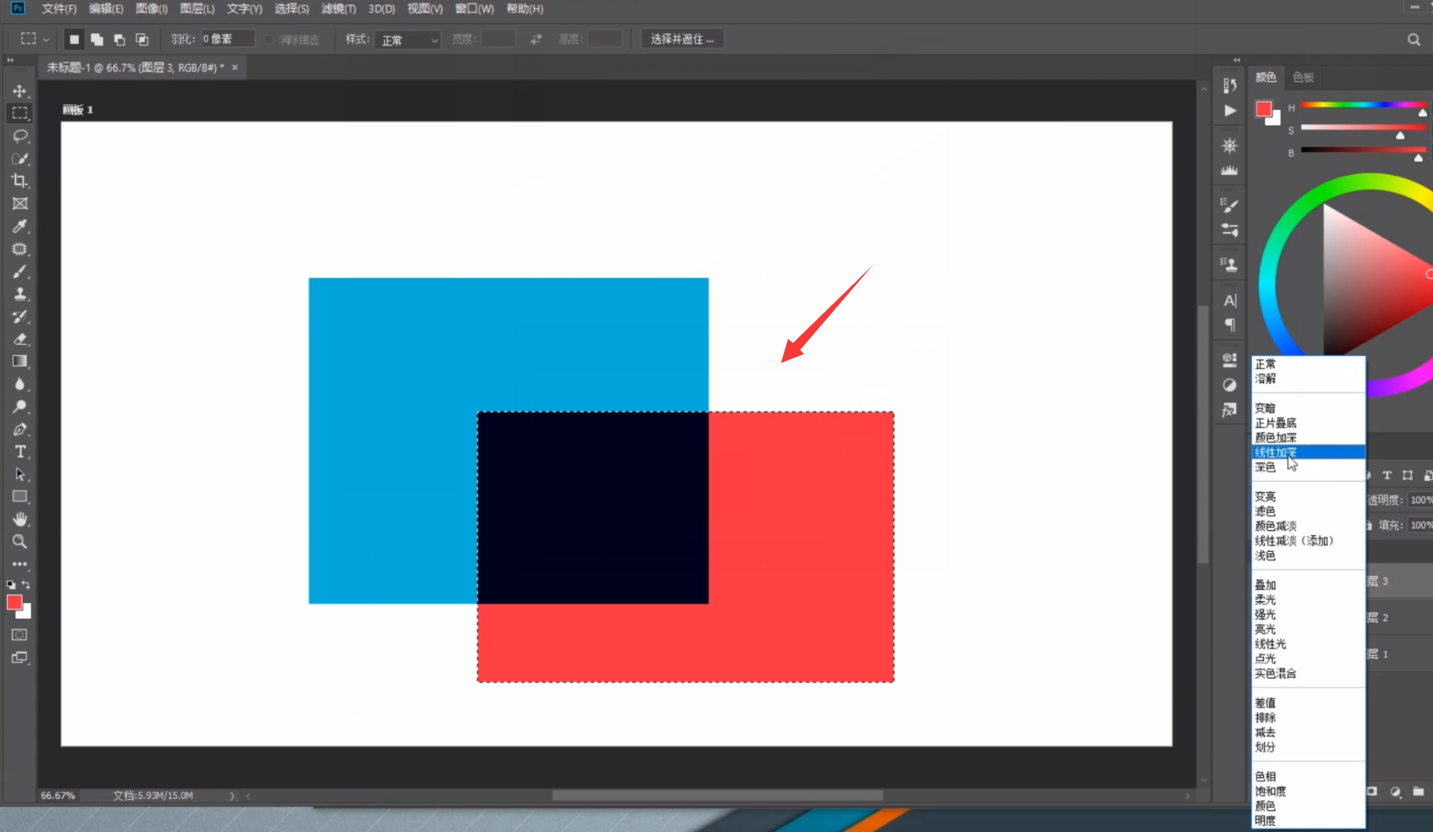 Ps 文件(F) 编辑(E) 图像(I) 图层(L) 文字(Y) 选择(S) 滤镜(T) 3D(D) 视图(V) 窗口(W) 帮助(H)
羽化: 0 像素 消除锯齿 样式: 正常 宽度: 高度: 选择并遮住 ...
未标题-1 @ 66.7% (图层 3, RGB/8#) * ×
颜色 色板
画板 1
H
S
B
正常
溶解
变暗
正片叠底
颜色加深
线性加深
深色
变亮
滤色
颜色减淡
线性减淡（添加）
浅色
叠加
柔光
强光
亮光
线性光
点光
实色混合
差值
排除
减去
划分
色相
饱和度
颜色
明度
透明度: 100%
填充: 100%
层 3
层 2
层 1
66.67% 文档:5.93M/15.0M